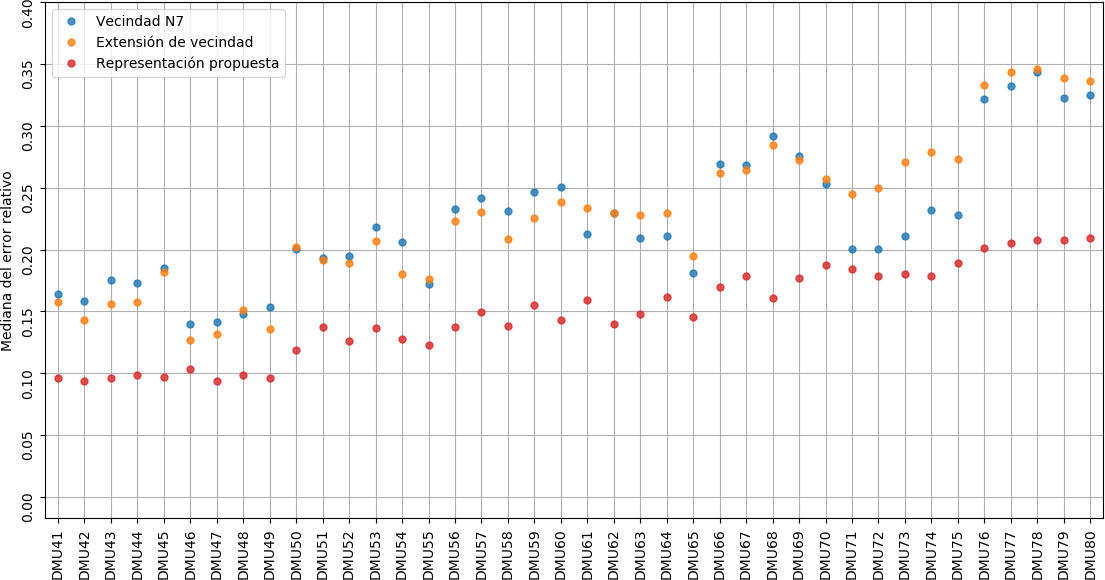 Vecindad N7
Extensión de vecindad
Representación propuesta
Mediana del error relativo
0.40
0.35
0.30
0.25
0.20
0.15
0.10
0.05
0.00
DMU41
DMU42
DMU43
DMU44
DMU45
DMU46
DMU47
DMU48
DMU49
DMU50
DMU51
DMU52
DMU53
DMU54
DMU55
DMU56
DMU57
DMU58
DMU59
DMU60
DMU61
DMU62
DMU63
DMU64
DMU65
DMU66
DMU67
DMU68
DMU69
DMU70
DMU71
DMU72
DMU73
DMU74
DMU75
DMU76
DMU77
DMU78
DMU79
DMU80